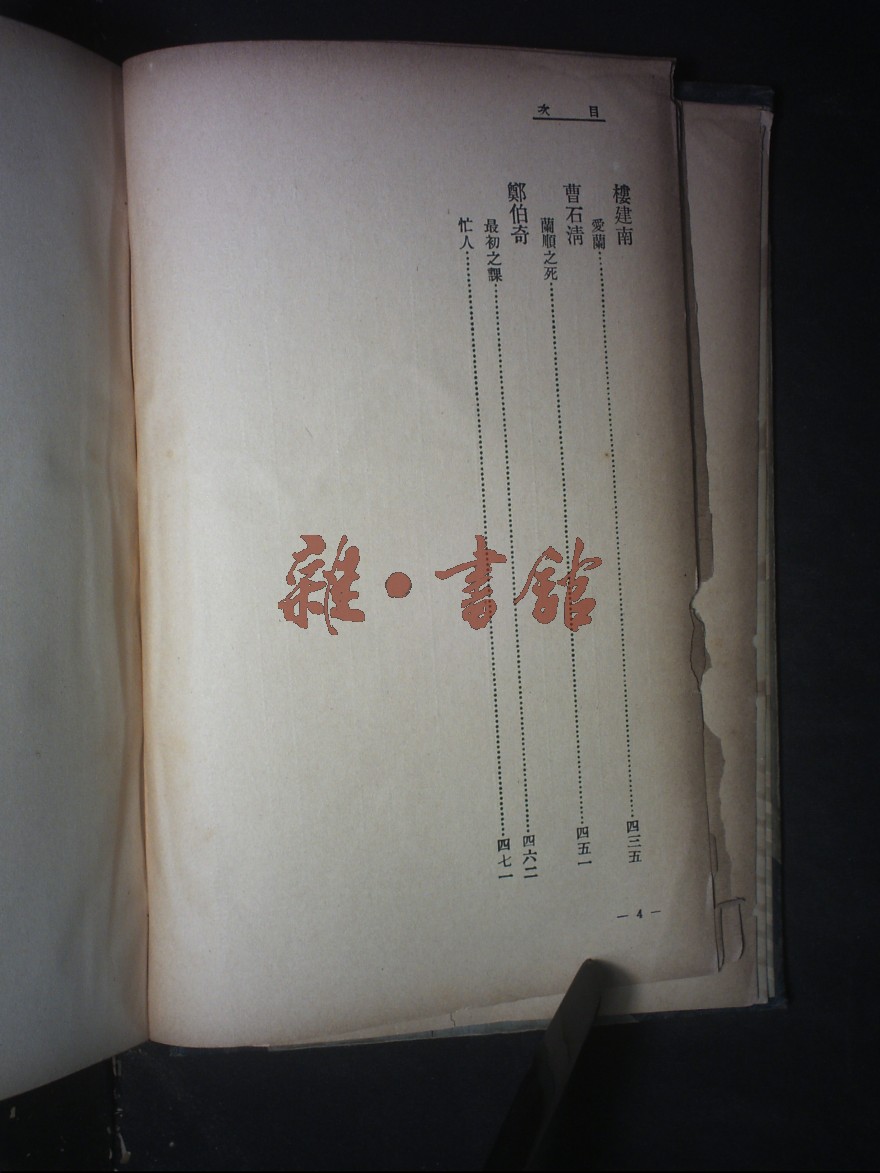 目次
樓建南
愛蘭⋯⋯四三五
曹石清
蘭順之死⋯⋯四五一
鄭伯奇
最初之課⋯⋯四六二
忙人⋯⋯四七一
— 4 —
雜•書館